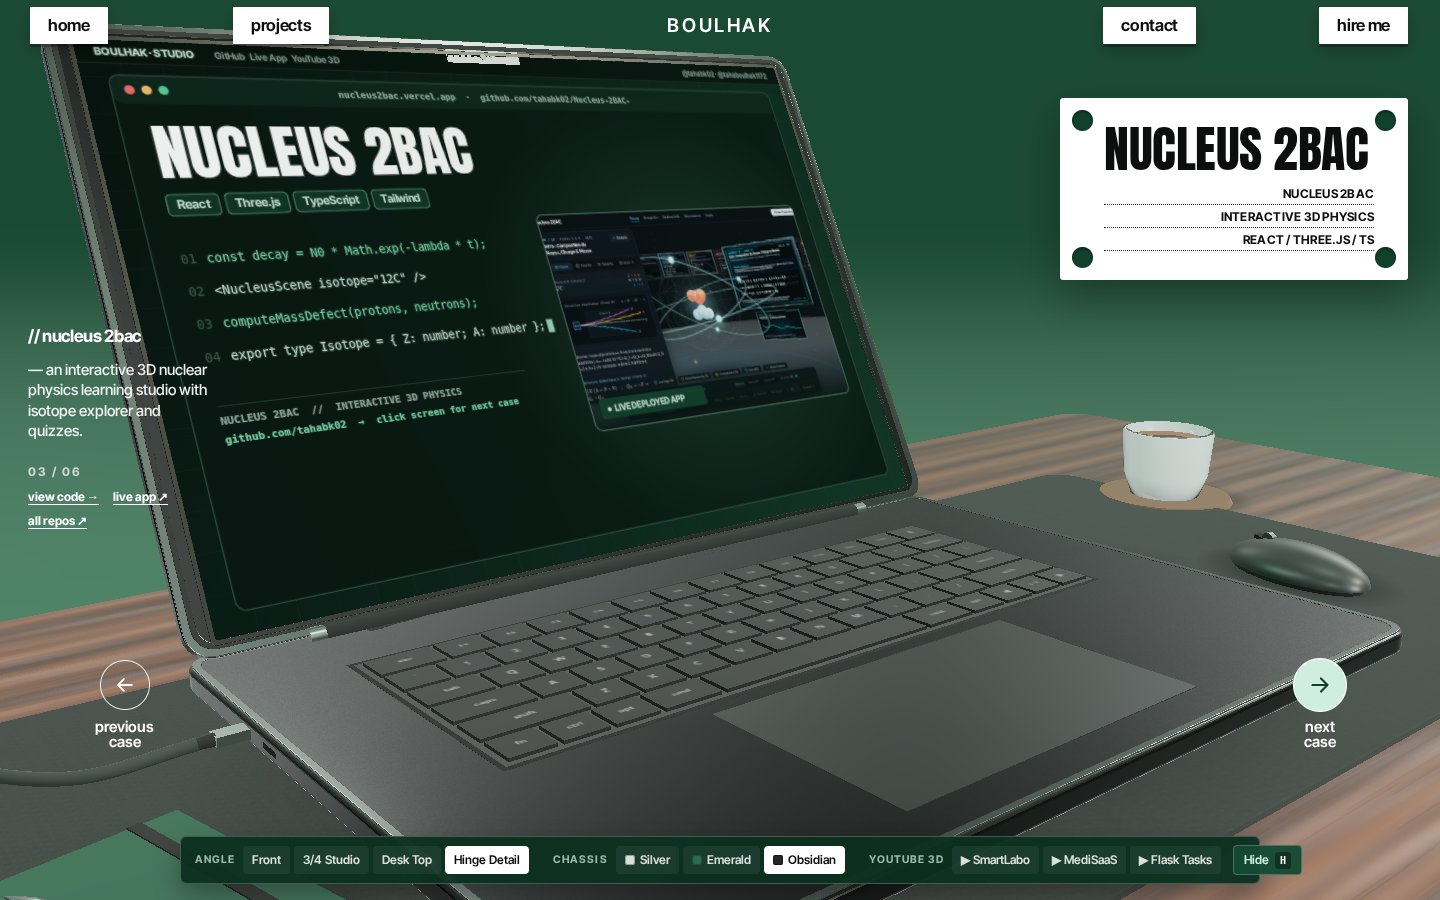 home
projects
BOULHAK
contact
hire me
BOULHAK·STUDIO GitHub Live App YouTube 3D
nucleus2bac.vercel.app - github.com/tahabk02/Nucleus-2BAC-
NUCLEUS 2BAC
React Three.js TypeScript Tailwind
01 const decay = N0 * Math.exp(-lambda * t);
02 <NucleusScene isotope="12C" />
03 computeMassDefect(protons, neutrons);
04 export type Isotope = { Z: number; A: number };
NUCLEUS 2BAC // INTERACTIVE 3D PHYSICS
github.com/tahabk02 → click screen for next case
LIVE DEPLOYED APP
NUCLEUS 2BAC
NUCLEUS 2BAC
INTERACTIVE 3D PHYSICS
REACT / THREE.JS / TS
// nucleus 2bac
— an interactive 3D nuclear
physics learning studio with
isotope explorer and
quizzes.
03 / 06
view code → live app ↗
all repos ↗
previous
case
next
case
ANGLE Front 3/4 Studio Desk Top Hinge Detail CHASSIS Silver Emerald Obsidian YOUTUBE 3D ▶ SmartLabo ▶ MediSaaS ▶ Flask Tasks Hide H